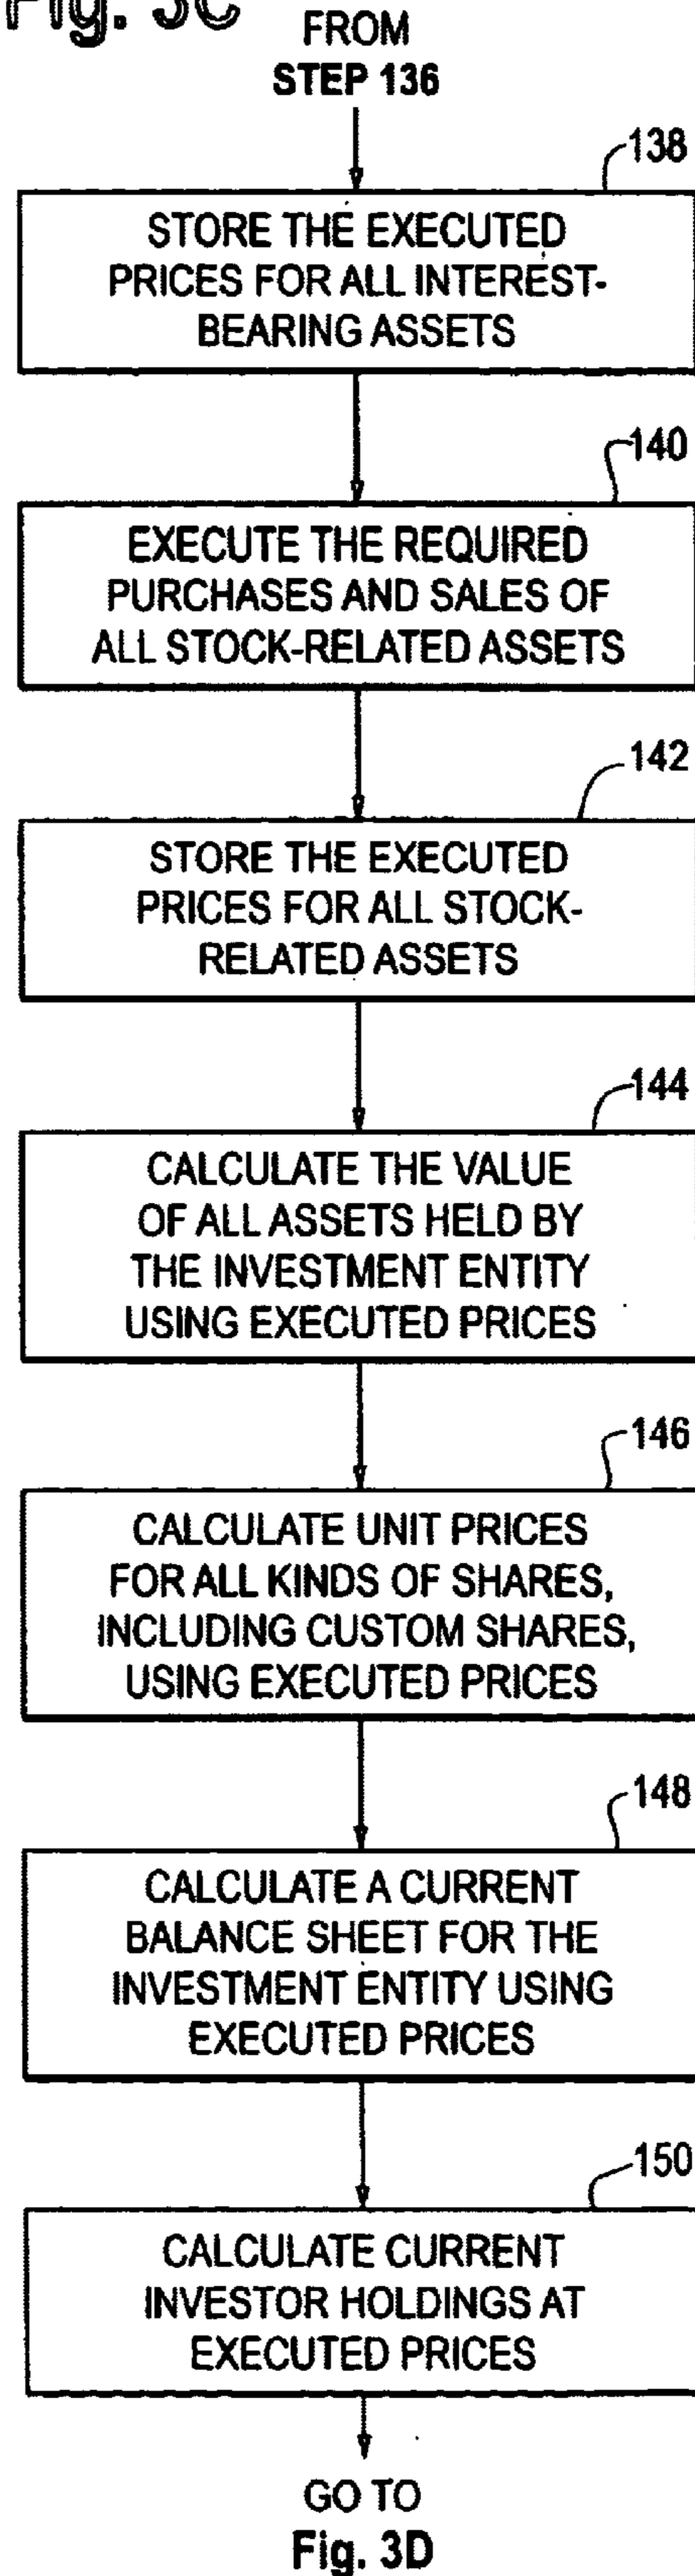 Fig. 3C
FROM
STEP 136
138
STORE THE EXECUTED
PRICES FOR ALL INTEREST-
BEARING ASSETS
140
EXECUTE THE REQUIRED
PURCHASES AND SALES OF
ALL STOCK-RELATED ASSETS
142
STORE THE EXECUTED
PRICES FOR ALL STOCK-
RELATED ASSETS
144
CALCULATE THE VALUE
OF ALL ASSETS HELD BY
THE INVESTMENT ENTITY
USING EXECUTED PRICES
146
CALCULATE UNIT PRICES
FOR ALL KINDS OF SHARES,
INCLUDING CUSTOM SHARES,
USING EXECUTED PRICES
148
CALCULATE A CURRENT
BALANCE SHEET FOR THE
INVESTMENT ENTITY USING
EXECUTED PRICES
150
CALCULATE CURRENT
INVESTOR HOLDINGS AT
EXECUTED PRICES
GO TO
Fig. 3D